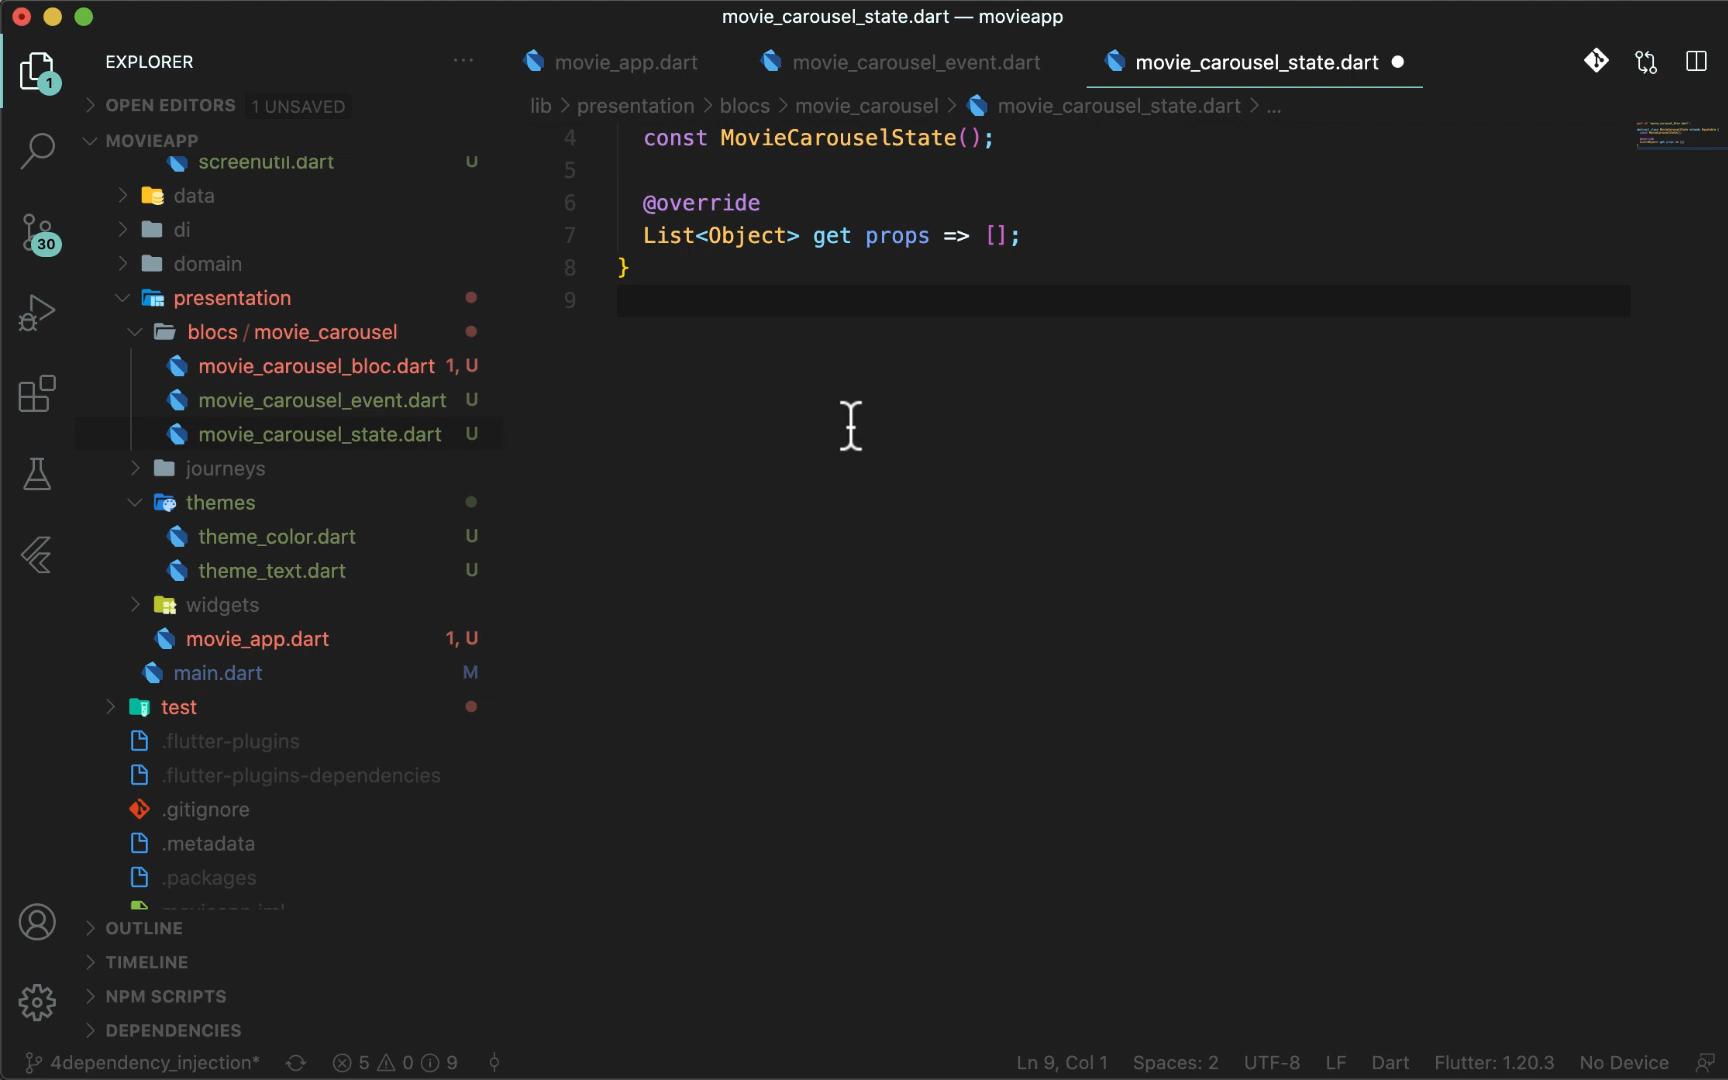 movie_carousel_state.dart — movieapp
EXPLORER
movie_app.dart
movie_carousel_event.dart
movie_carousel_state.dart
1
OPEN EDITORS 1 UNSAVED
lib > presentation > blocs > movie_carousel > movie_carousel_state.dart > ...
MOVIEAPP
screenutil.dart U
data
di
30
domain
presentation
blocs / movie_carousel
movie_carousel_bloc.dart 1, U
movie_carousel_event.dart U
movie_carousel_state.dart U
journeys
themes
theme_color.dart U
theme_text.dart U
widgets
movie_app.dart 1, U
main.dart M
test
.flutter-plugins
.flutter-plugins-dependencies
.gitignore
.metadata
.packages
4 const MovieCarouselState();
5
6 @override
7 List<Object> get props => [];
8 }
9
OUTLINE
TIMELINE
NPM SCRIPTS
DEPENDENCIES
4dependency_injection* 5 0 9 Ln 9, Col 1 Spaces: 2 UTF-8 LF Dart Flutter: 1.20.3 No Device